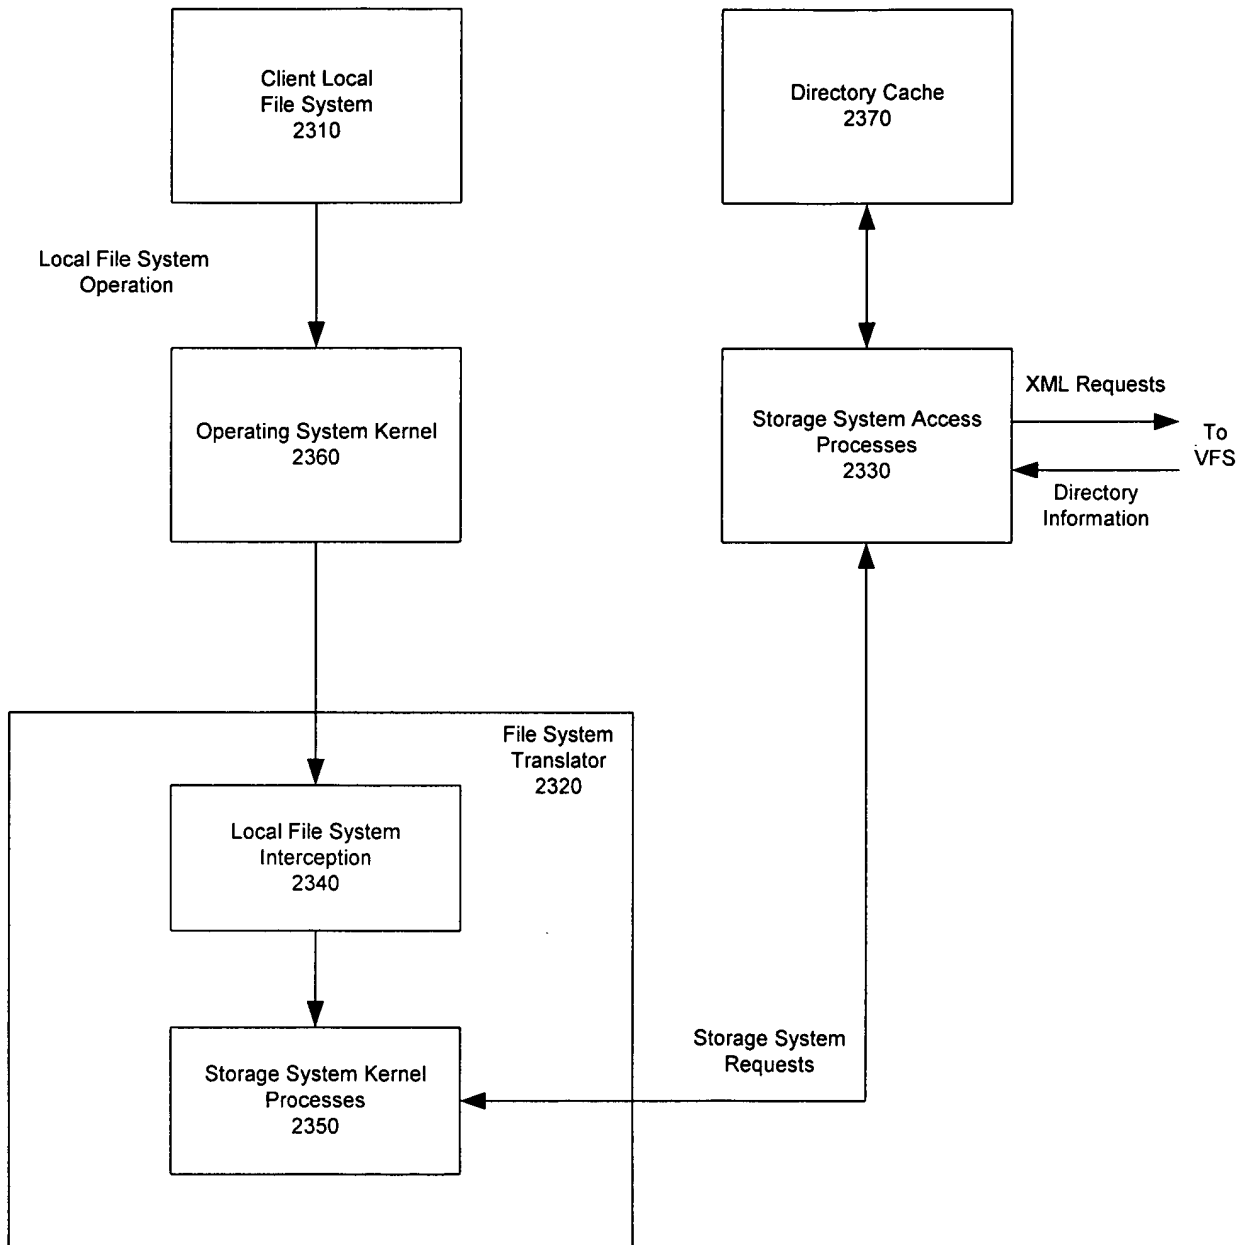 Client Local
File System
2310
Directory Cache
2370
Local File System
Operation
Operating System Kernel
2360
Storage System Access
Processes
2330
XML Requests
To
VFS
Directory
Information
File System
Translator
2320
Local File System
Interception
2340
Storage System Kernel
Processes
2350
Storage System
Requests